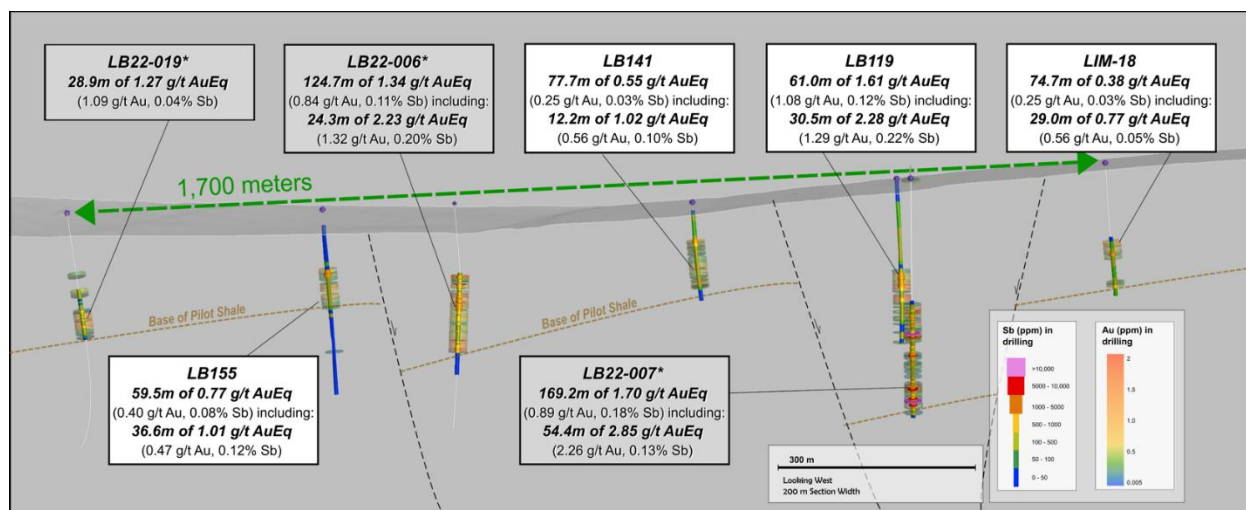 LB22-019*
28.9m of 1.27 g/t AuEq
(1.09 g/t Au, 0.04% Sb)
LB22-006*
124.7m of 1.34 g/t AuEq
(0.84 g/t Au, 0.11% Sb) including:
24.3m of 2.23 g/t AuEq
(1.32 g/t Au, 0.20% Sb)
LB141
77.7m of 0.55 g/t AuEq
(0.25 g/t Au, 0.03% Sb) including:
12.2m of 1.02 g/t AuEq
(0.56 g/t Au, 0.10% Sb)
LB119
61.0m of 1.61 g/t AuEq
(1.08 g/t Au, 0.12% Sb) including:
30.5m of 2.28 g/t AuEq
(1.29 g/t Au, 0.22% Sb)
LIM-18
74.7m of 0.38 g/t AuEq
(0.25 g/t Au, 0.03% Sb) including:
29.0m of 0.77 g/t AuEq
(0.56 g/t Au, 0.05% Sb)
1,700 meters
Base of Pilot Shale
Base of Pilot Shale
LB155
59.5m of 0.77 g/t AuEq
(0.40 g/t Au, 0.08% Sb) including:
36.6m of 1.01 g/t AuEq
(0.47 g/t Au, 0.12% Sb)
LB22-007*
169.2m of 1.70 g/t AuEq
(0.89 g/t Au, 0.18% Sb) including:
54.4m of 2.85 g/t AuEq
(2.26 g/t Au, 0.13% Sb)
300 m
Looking West
200 m Section Width
Sb (ppm) in
drilling
>10,000
5000 - 10,000
1000 - 5000
500 - 1000
100 - 500
50 - 100
0 - 50
Au (ppm) in
drilling
2
1.5
1
0.5
0.005